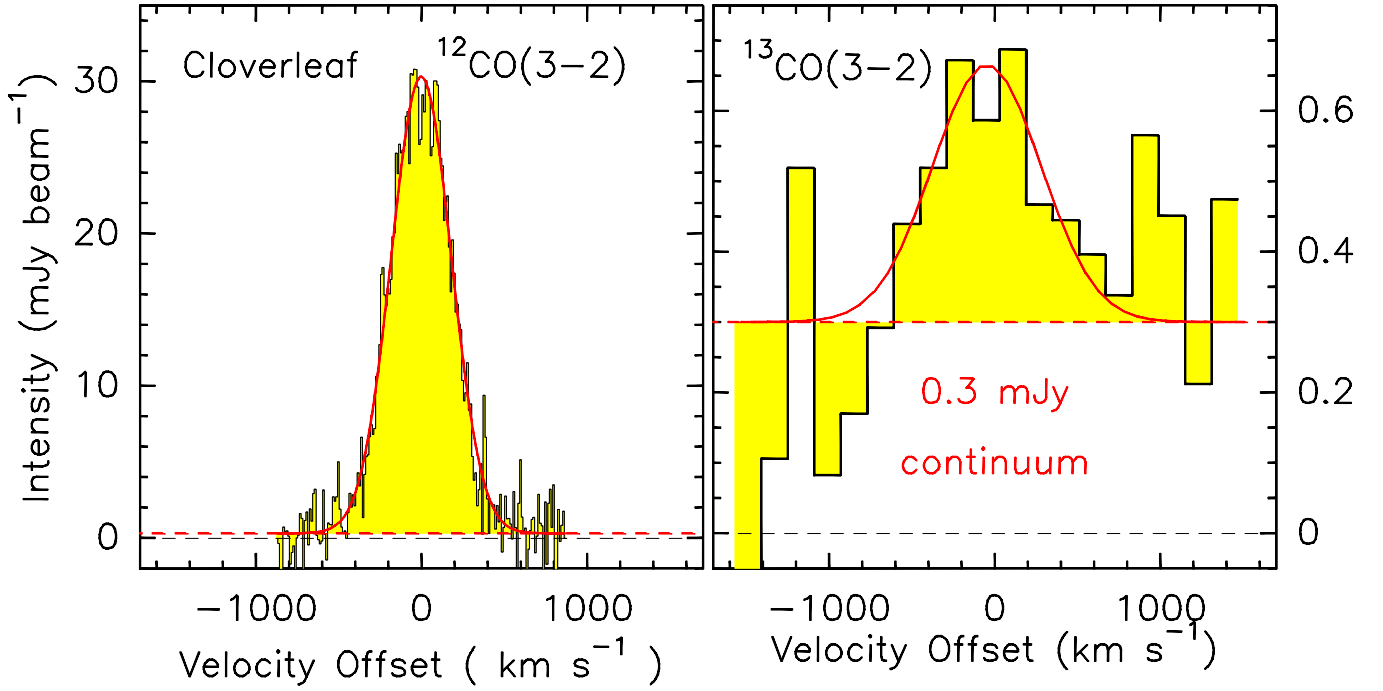 Cloverleaf
¹²CO(3−2)
Intensity (mJy beam⁻¹)
30
20
10
0
−1000
0
1000
Velocity Offset ( km s⁻¹ )
¹³CO(3−2)
0.6
0.4
0.2
0
0.3 mJy
continuum
−1000
0
1000
Velocity Offset (km s⁻¹)